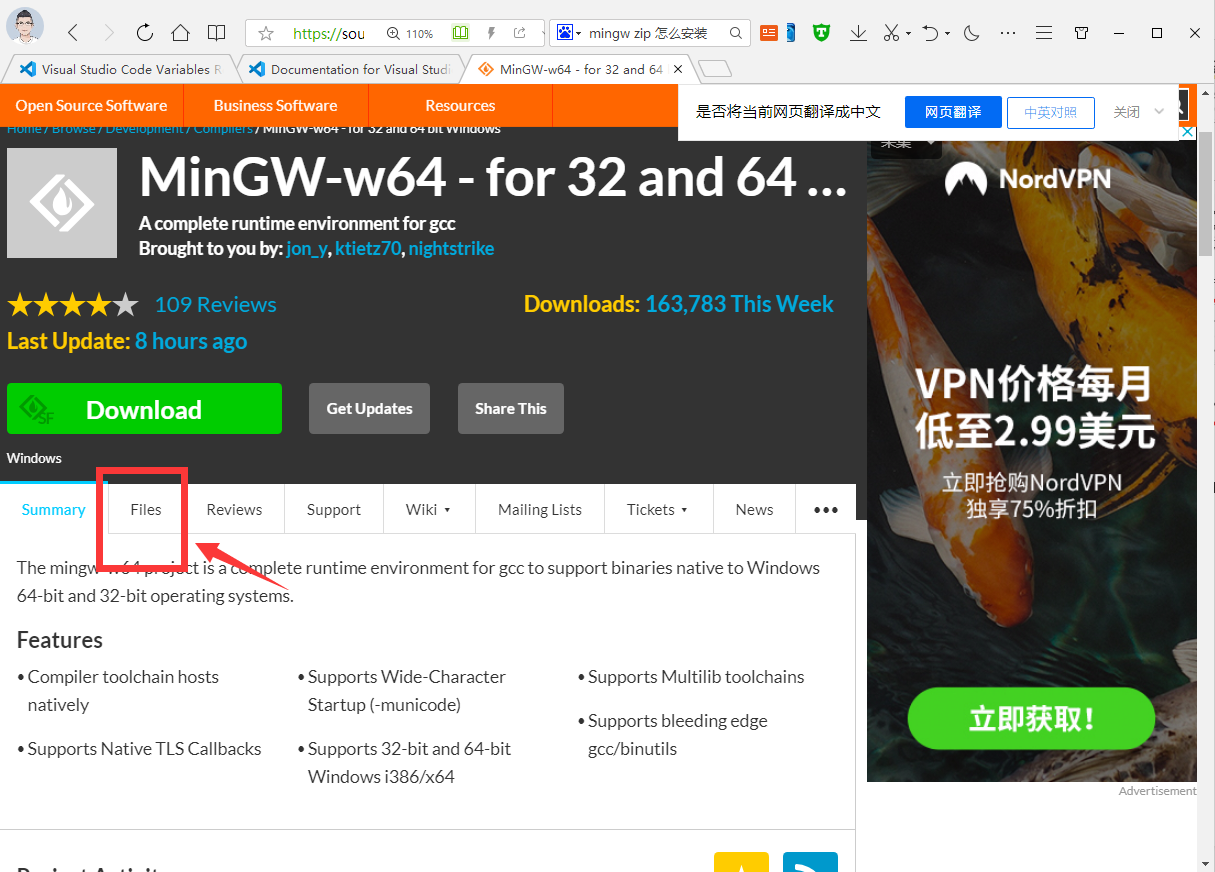 https://sou
110%
mingw zip 怎么安装
Visual Studio Code Variables R
Documentation for Visual Studi
MinGW-w64 - for 32 and 64
Open Source Software
Business Software
Resources
是否将当前网页翻译成中文
网页翻译
中英对照
关闭
Home / Browse / Development / Compilers / MinGW-w64 - for 32 and 64 bit Windows
MinGW-w64 - for 32 and 64 ...
A complete runtime environment for gcc
Brought to you by: jon_y, ktietz70, nightstrike
109 Reviews
Downloads: 163,783 This Week
Last Update: 8 hours ago
SF
Download
Get Updates
Share This
Windows
Summary
Files
Reviews
Support
Wiki
Mailing Lists
Tickets
News
The mingw-w64 project is a complete runtime environment for gcc to support binaries native to Windows
64-bit and 32-bit operating systems.
Features
• Compiler toolchain hosts
natively
• Supports Native TLS Callbacks
• Supports Wide-Character
Startup (-municode)
• Supports 32-bit and 64-bit
Windows i386/x64
• Supports Multilib toolchains
• Supports bleeding edge
gcc/binutils
Project Activity
采集
NordVPN
VPN价格每月
低至2.99美元
立即抢购NordVPN
独享75%折扣
立即获取!
Advertisement